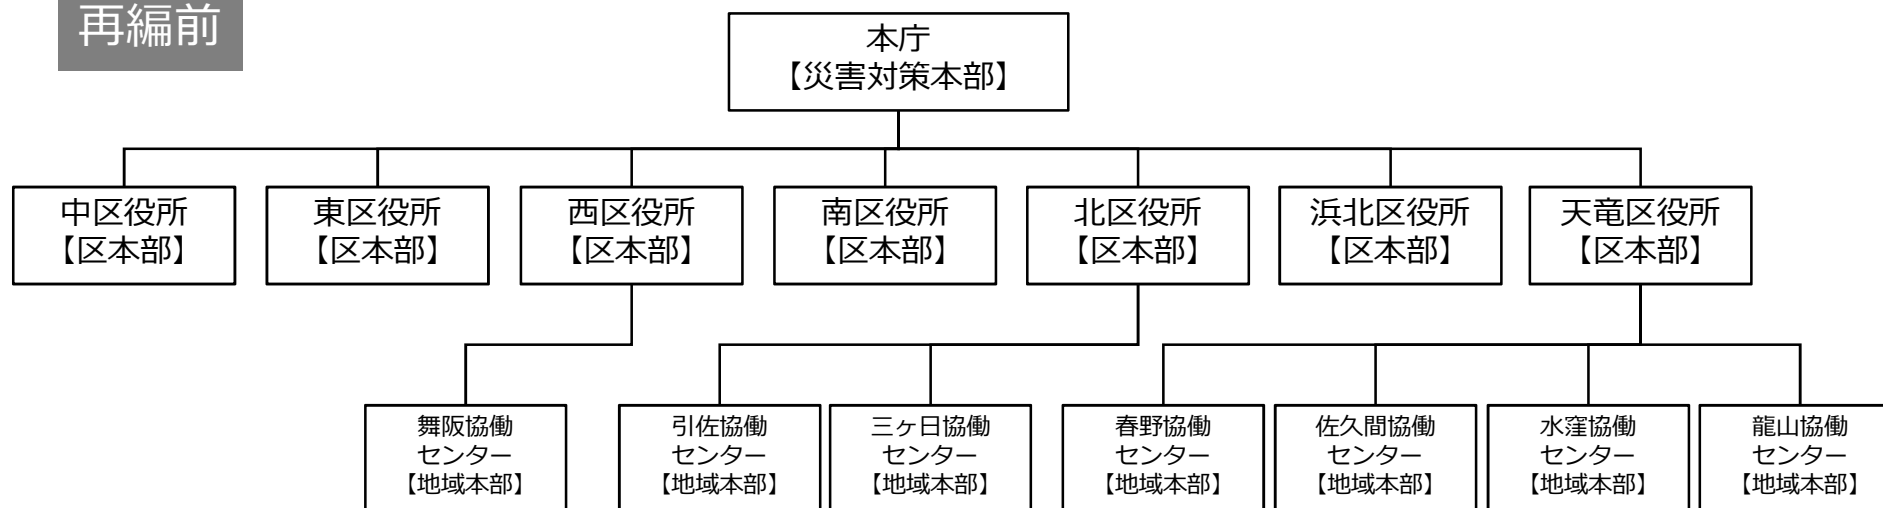 再編前
本庁
【災害対策本部】
中区役所
【区本部】
東区役所
【区本部】
西区役所
【区本部】
南区役所
【区本部】
北区役所
【区本部】
浜北区役所
【区本部】
天竜区役所
【区本部】
舞阪協働
センター
【地域本部】
引佐協働
センター
【地域本部】
三ヶ日協働
センター
【地域本部】
春野協働
センター
【地域本部】
佐久間協働
センター
【地域本部】
水窪協働
センター
【地域本部】
龍山協働
センター
【地域本部】